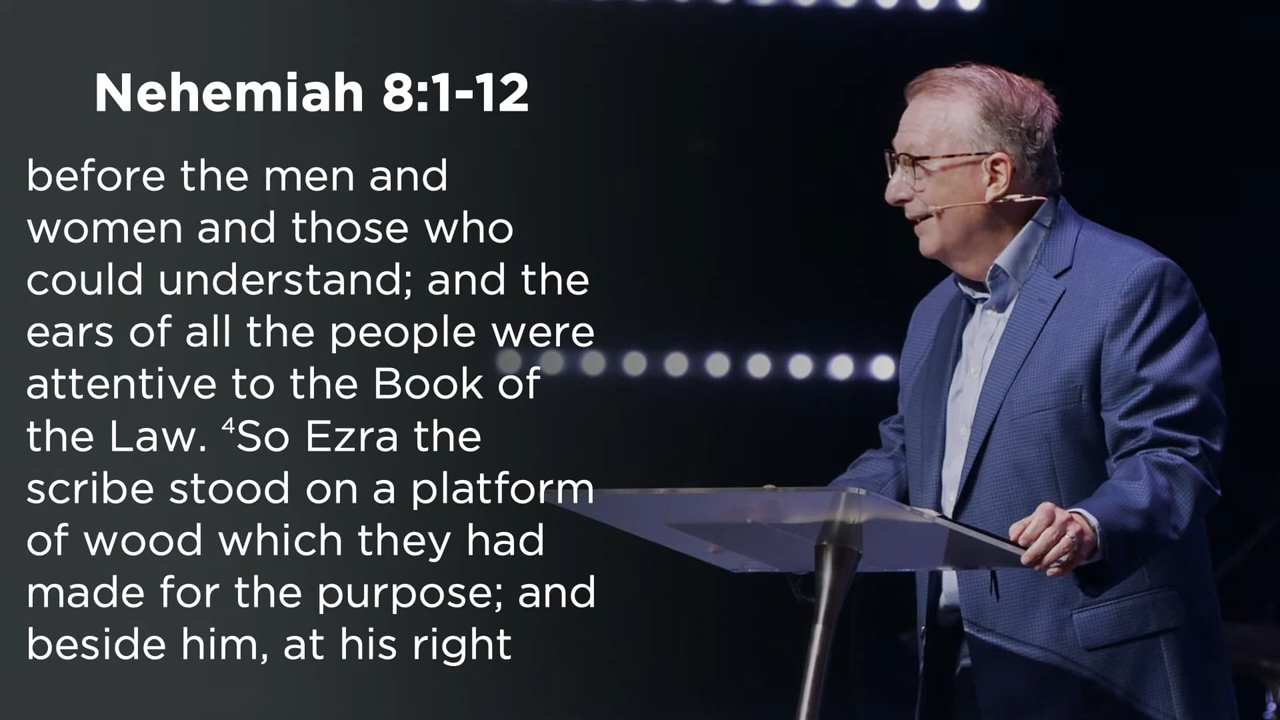 Nehemiah 8:1-12
before the men and
women and those who
could understand; and the
ears of all the people were
attentive to the Book of
the Law. ⁴So Ezra the
scribe stood on a platform
of wood which they had
made for the purpose; and
beside him, at his right